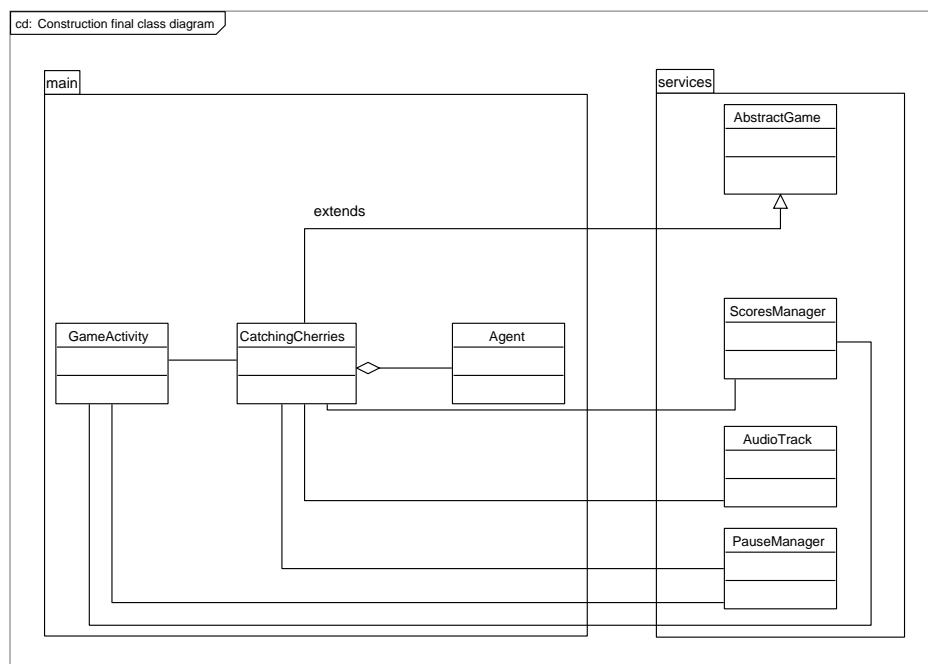 cd: Construction final class diagram
main
services
AbstractGame
extends
ScoresManager
GameActivity
CatchingCherries
Agent
AudioTrack
PauseManager